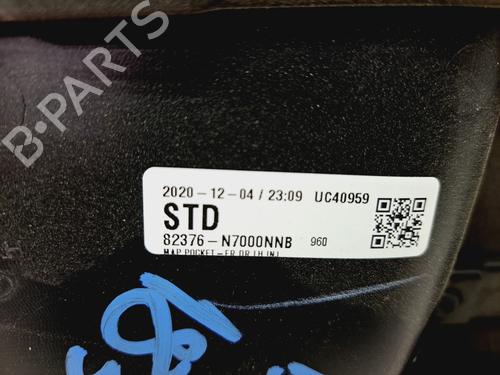 B-PARTS
2020-12-04 / 23:09 UC40959
STD
82376-N7000NNB 960
MAP POCKET-FR DR LH INJ